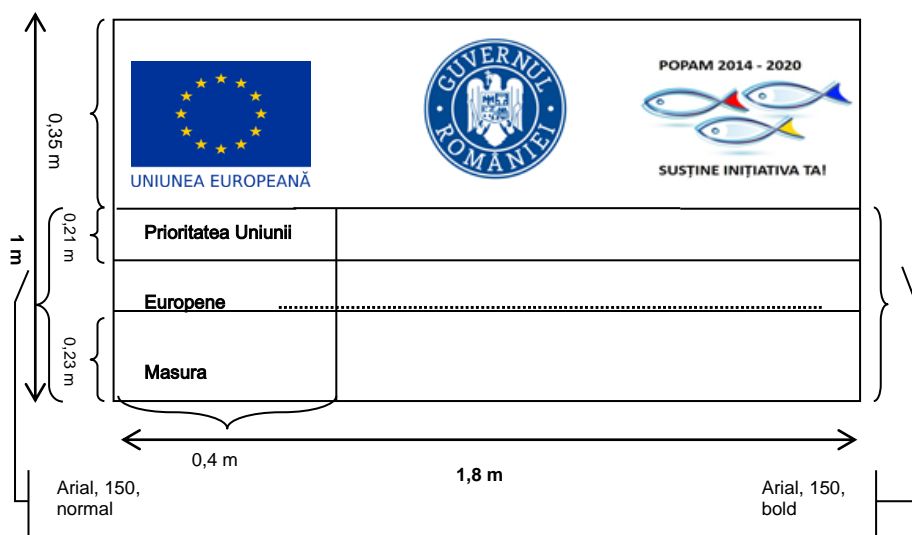 POPAM 2014 - 2020
GUVERNUL ROMÂNIEI
UNIUNEA EUROPEANĂ
SUSȚINE INIȚIATIVA TA!
0,35 m
1 m
0,21 m
Prioritatea Uniunii
Europene ........................................................
0,23 m
Masura
0,4 m
1,8 m
Arial, 150,
normal
Arial, 150,
bold